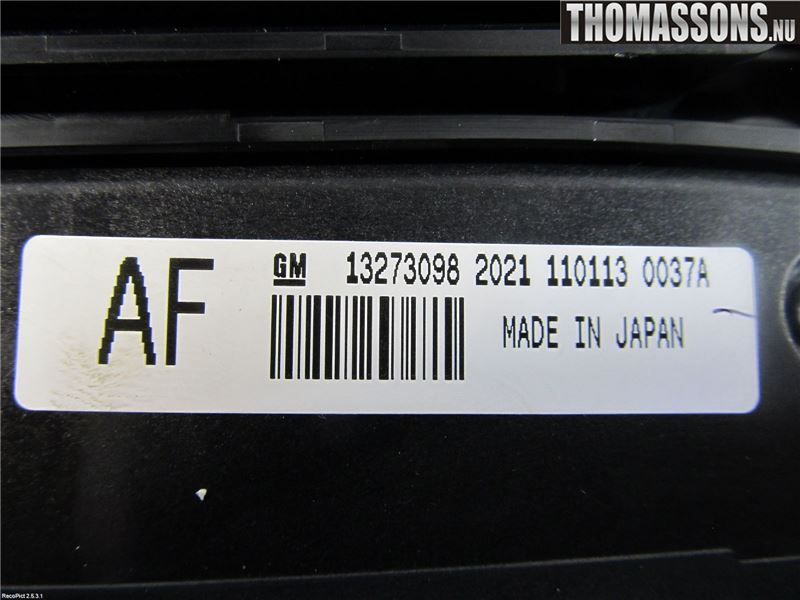 THOMASSONS.NU
AF
GM 13273098 2021 110113 0037A
MADE IN JAPAN
RecoPict 2.5.3.1